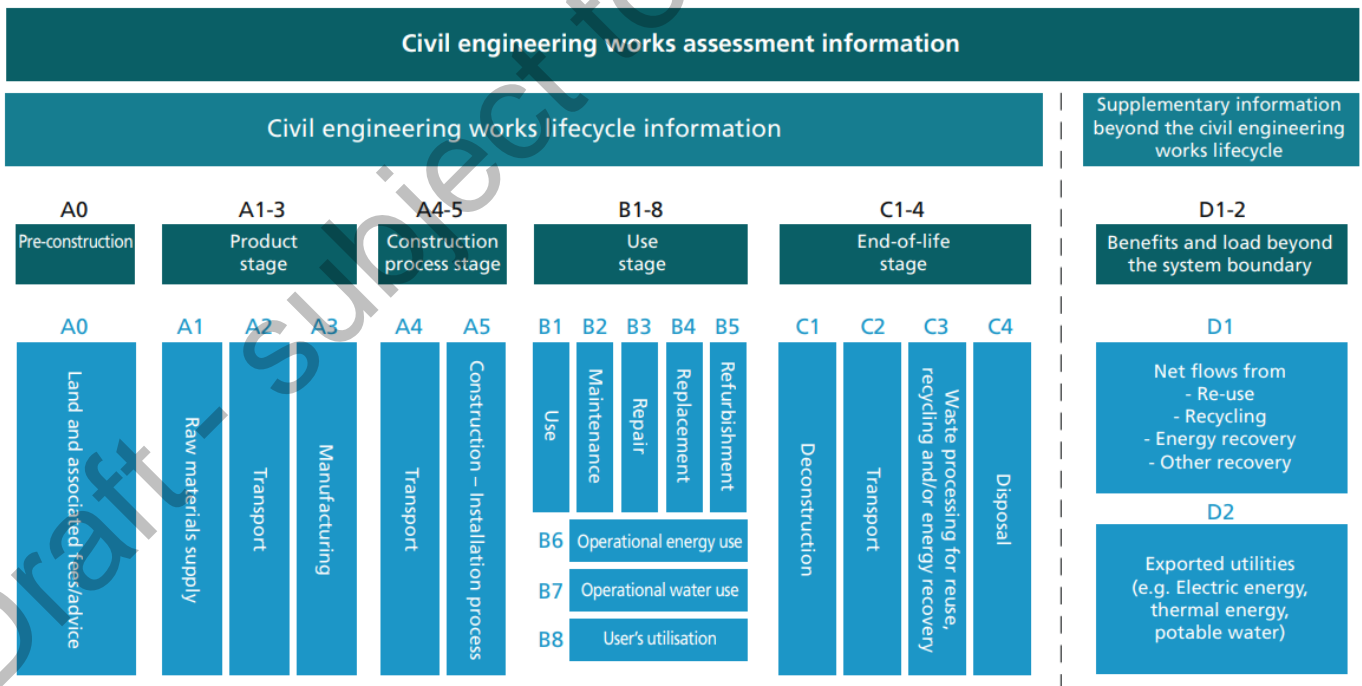 Civil engineering works assessment information
Civil engineering works lifecycle information
Supplementary information
beyond the civil engineering
works lifecycle
A0
Pre-construction
A1-3
Product
stage
A4-5
Construction
process stage
B1-8
Use
stage
C1-4
End-of-life
stage
D1-2
Benefits and load beyond
the system boundary
A0
Land and associated fees/advice
A1
Raw materials supply
A2
Transport
A3
Manufacturing
A4
Transport
A5
Construction – Installation process
B1
Use
B2
Maintenance
B3
Repair
B4
Replacement
B5
Refurbishment
B6
Operational energy use
B7
Operational water use
B8
User's utilisation
C1
Deconstruction
C2
Transport
C3
Waste processing for reuse,
recycling and/or energy recovery
C4
Disposal
D1
Net flows from
- Re-use
- Recycling
- Energy recovery
- Other recovery
D2
Exported utilities
(e.g. Electric energy,
thermal energy,
potable water)
Draft - subject to